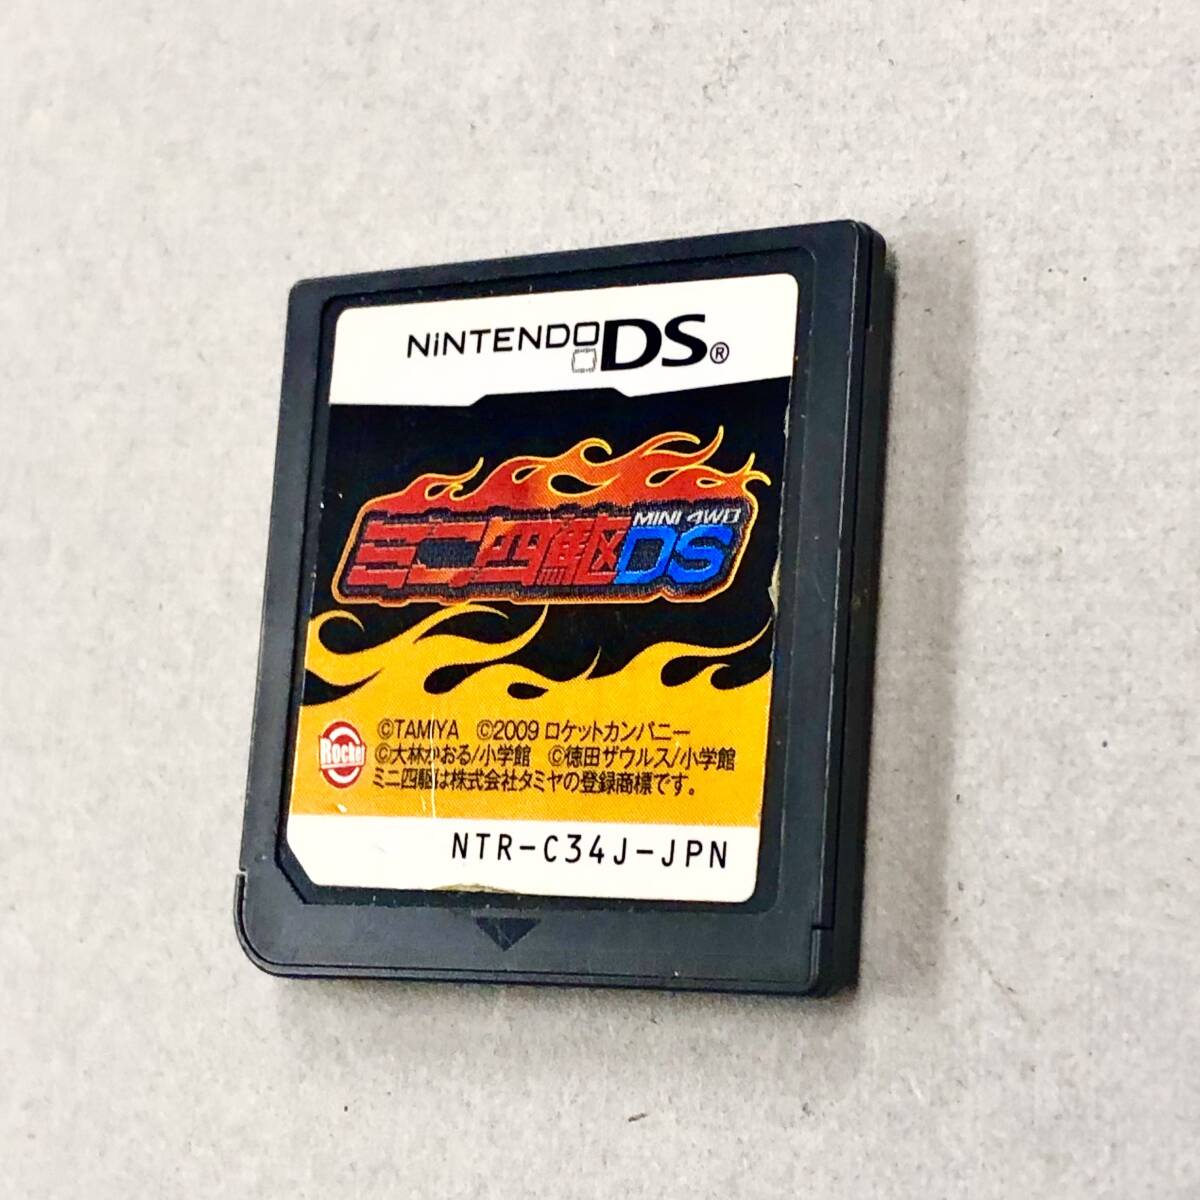 NINTENDO DS®
MINI 4WD
ミニ四駆DS
Rocket
©TAMIYA ©2009 ロケットカンパニー
©大林かおる/小学館 ©徳田ザウルス/小学館
ミニ四駆は株式会社タミヤの登録商標です。
NTR-C34J-JPN